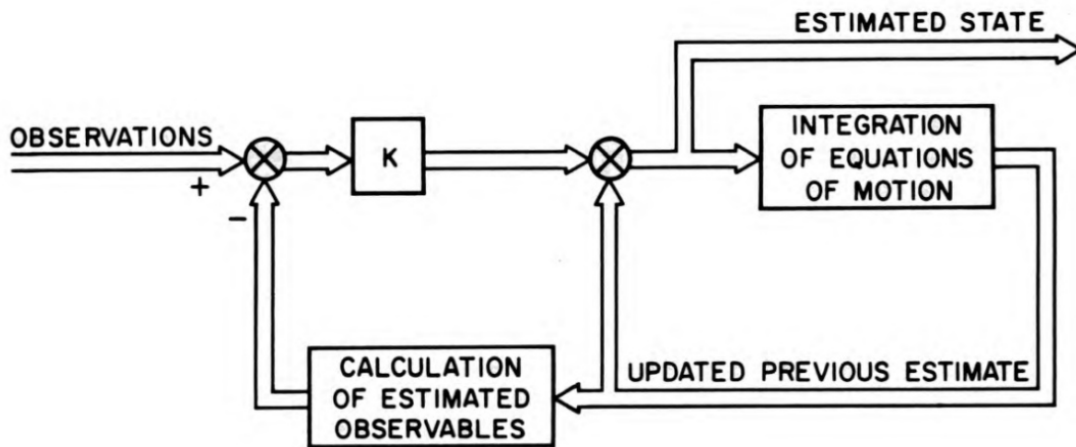 ESTIMATED STATE
OBSERVATIONS
+
-
K
INTEGRATION
OF EQUATIONS
OF MOTION
UPDATED PREVIOUS ESTIMATE
CALCULATION
OF ESTIMATED
OBSERVABLES